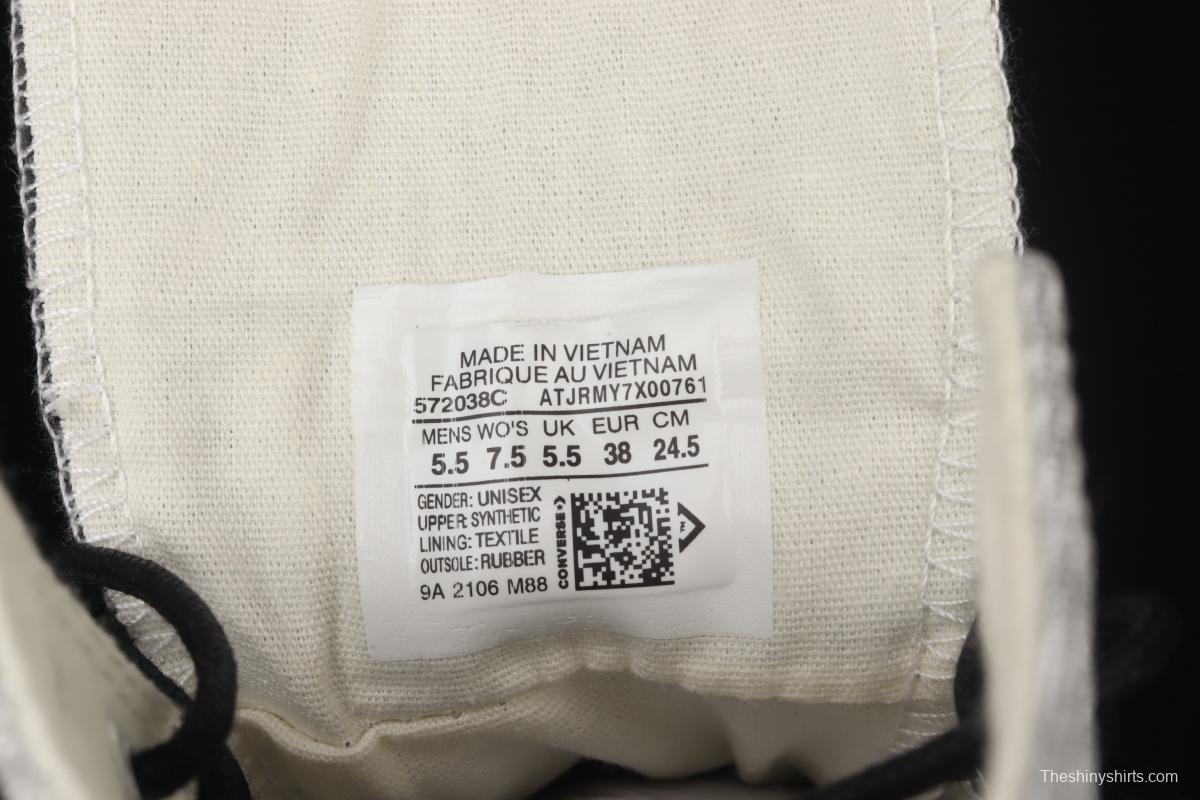 MADE IN VIETNAM
FABRIQUE AU VIETNAM
572038C ATJRMY7X00761
MENS WO'S UK EUR CM
5.5 7.5 5.5 38 24.5
GENDER: UNISEX
UPPER: SYNTHETIC
LINING: TEXTILE
OUTSOLE: RUBBER
9A 2106 M88
CONVERSE
TM
Theshinyshirts.com